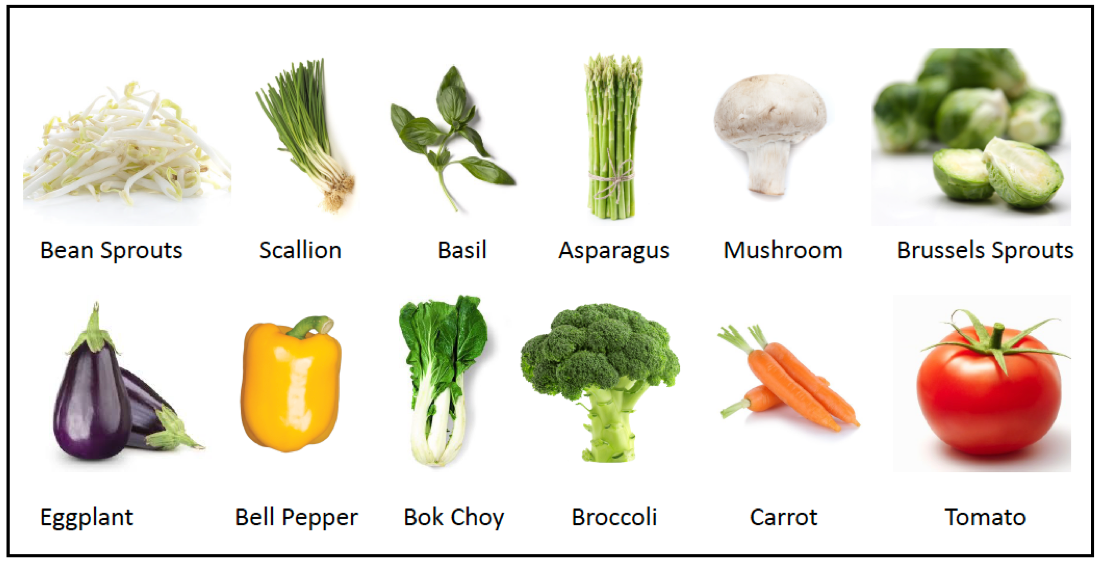 Bean Sprouts
Scallion
Basil
Asparagus
Mushroom
Brussels Sprouts
Eggplant
Bell Pepper
Bok Choy
Broccoli
Carrot
Tomato